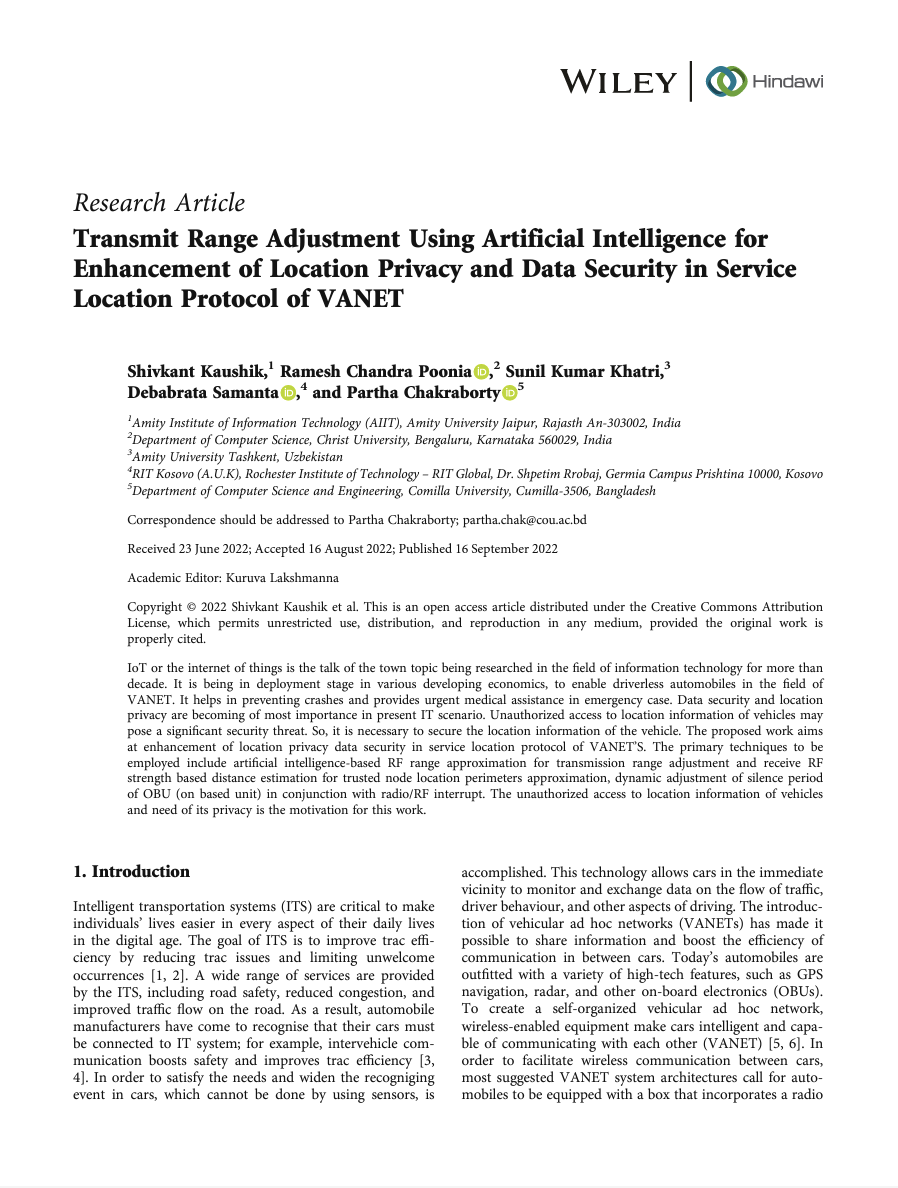 WILEY | Hindawi
Research Article
Transmit Range Adjustment Using Artificial Intelligence for
Enhancement of Location Privacy and Data Security in Service
Location Protocol of VANET
Shivkant Kaushik,1 Ramesh Chandra Poonia iD,2 Sunil Kumar Khatri,3
Debabrata Samanta iD,4 and Partha Chakraborty iD5
1Amity Institute of Information Technology (AIIT), Amity University Jaipur, Rajasth An-303002, India
2Department of Computer Science, Christ University, Bengaluru, Karnataka 560029, India
3Amity University Tashkent, Uzbekistan
4RIT Kosovo (A.U.K), Rochester Institute of Technology – RIT Global, Dr. Shpetim Rrobaj, Germia Campus Prishtina 10000, Kosovo
5Department of Computer Science and Engineering, Comilla University, Cumilla-3506, Bangladesh
Correspondence should be addressed to Partha Chakraborty; partha.chak@cou.ac.bd
Received 23 June 2022; Accepted 16 August 2022; Published 16 September 2022
Academic Editor: Kuruva Lakshmanna
Copyright © 2022 Shivkant Kaushik et al. This is an open access article distributed under the Creative Commons Attribution
License, which permits unrestricted use, distribution, and reproduction in any medium, provided the original work is
properly cited.
IoT or the internet of things is the talk of the town topic being researched in the field of information technology for more than
decade. It is being in deployment stage in various developing economics, to enable driverless automobiles in the field of
VANET. It helps in preventing crashes and provides urgent medical assistance in emergency case. Data security and location
privacy are becoming of most importance in present IT scenario. Unauthorized access to location information of vehicles may
pose a significant security threat. So, it is necessary to secure the location information of the vehicle. The proposed work aims
at enhancement of location privacy data security in service location protocol of VANET'S. The primary techniques to be
employed include artificial intelligence-based RF range approximation for transmission range adjustment and receive RF
strength based distance estimation for trusted node location perimeters approximation, dynamic adjustment of silence period
of OBU (on based unit) in conjunction with radio/RF interrupt. The unauthorized access to location information of vehicles
and need of its privacy is the motivation for this work.
1. Introduction
Intelligent transportation systems (ITS) are critical to make
individuals' lives easier in every aspect of their daily lives
in the digital age. The goal of ITS is to improve trac effi-
ciency by reducing trac issues and limiting unwelcome
occurrences [1, 2]. A wide range of services are provided
by the ITS, including road safety, reduced congestion, and
improved traffic flow on the road. As a result, automobile
manufacturers have come to recognise that their cars must
be connected to IT system; for example, intervehicle com-
munication boosts safety and improves trac efficiency [3,
4]. In order to satisfy the needs and widen the recogniging
event in cars, which cannot be done by using sensors, is
accomplished. This technology allows cars in the immediate
vicinity to monitor and exchange data on the flow of traffic,
driver behaviour, and other aspects of driving. The introduc-
tion of vehicular ad hoc networks (VANETs) has made it
possible to share information and boost the efficiency of
communication in between cars. Today's automobiles are
outfitted with a variety of high-tech features, such as GPS
navigation, radar, and other on-board electronics (OBUs).
To create a self-organized vehicular ad hoc network,
wireless-enabled equipment make cars intelligent and capa-
ble of communicating with each other (VANET) [5, 6]. In
order to facilitate wireless communication between cars,
most suggested VANET system architectures call for auto-
mobiles to be equipped with a box that incorporates a radio